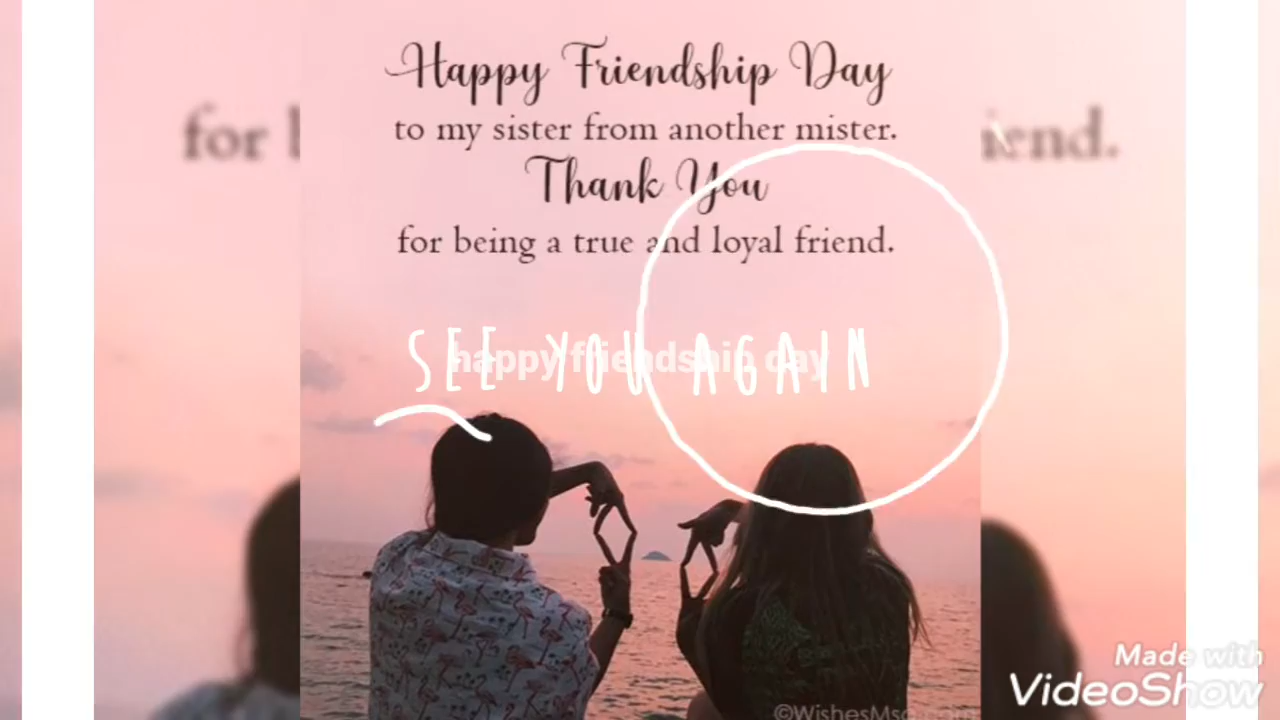 Happy Friendship Day
to my sister from another mister.
Thank You
for being a true and loyal friend.
SEE YOU AGAIN
happy friendship day
Made with
VideoShow